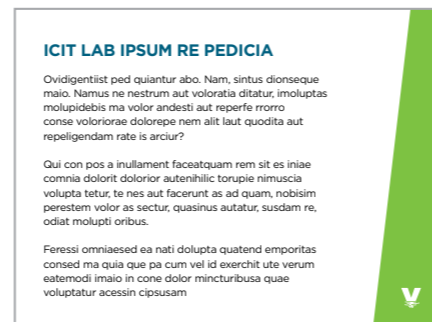 ICIT LAB IPSUM RE PEDICIA
Ovidigentiist ped quiantur abo. Nam, sintus dionseque
maio. Namus ne nestrum aut voloratia ditatur, imoluptas
molupidebis ma volor andesti aut reperfe rrorro
conse voloriorae dolorepe nem alit laut quodita aut
repeligendam rate is arciur?
Qui con pos a inullament faceatquam rem sit es iniae
comnia dolorit dolorior autenihilic torupie nimuscia
volupta tetur, te nes aut facerunt as ad quam, nobisim
perestem volor as sectur, quasinus autatur, susdam re,
odiat molupti oribus.
Feressi omniaesed ea nati dolupta quatend emporitas
consed ma quia que pa cum vel id exerchit ute verum
eatemodi imaio in cone dolor mincturibusa quae
voluptatur acessin cipsusam